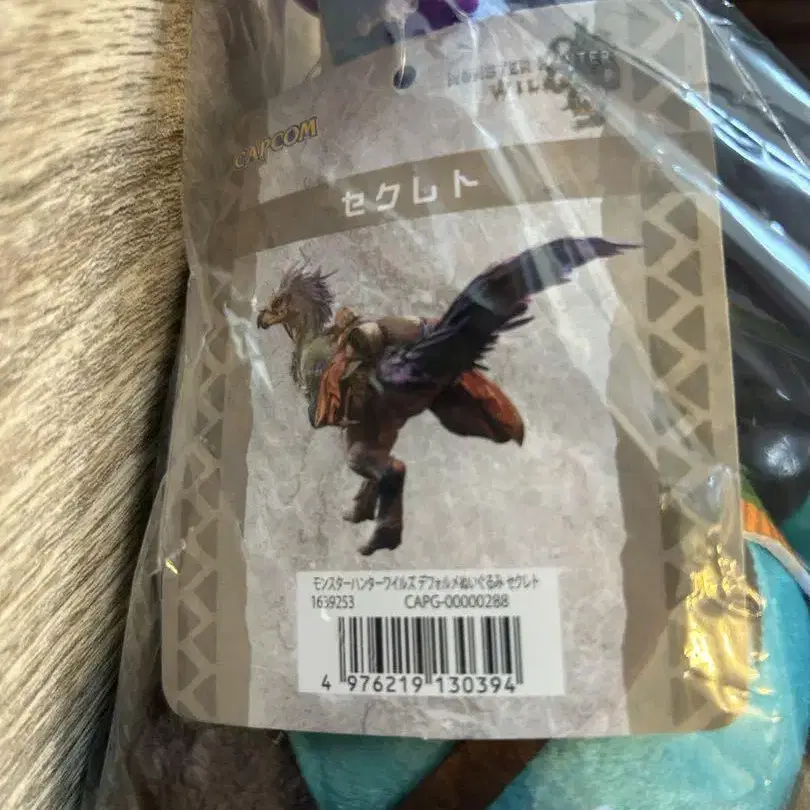 MONSTER HUNTER
WILDS
CAPCOM
セクレト
モンスターハンターワイルズ デフォルメぬいぐるみ セクレト
1639253 CAPG-00000288
4 976219 130394